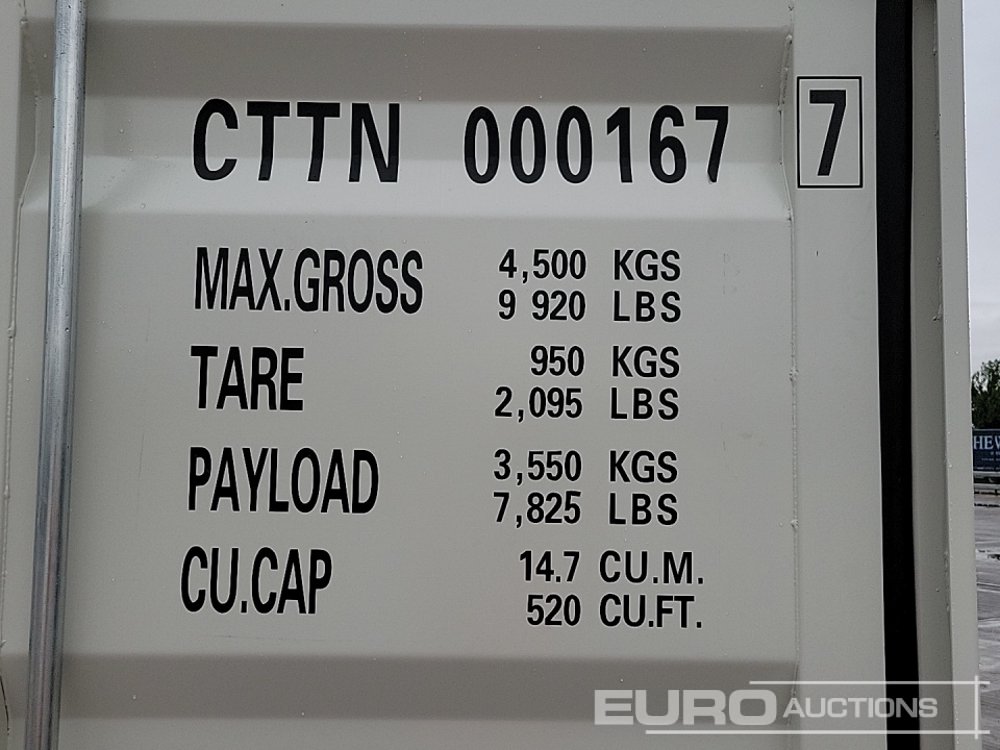 CTTN 000167 7
MAX.GROSS 4,500 KGS
9 920 LBS
TARE 950 KGS
2,095 LBS
PAYLOAD 3,550 KGS
7,825 LBS
CU.CAP 14.7 CU.M.
520 CU.FT.
HEW
EURO AUCTIONS